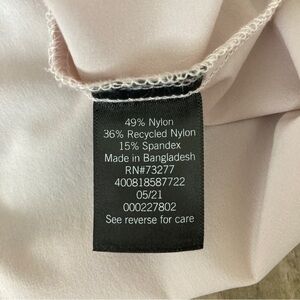 49% Nylon
36% Recycled Nylon
15% Spandex
Made in Bangladesh
RN#73277
400818587722
05/21
000227802
See reverse for care